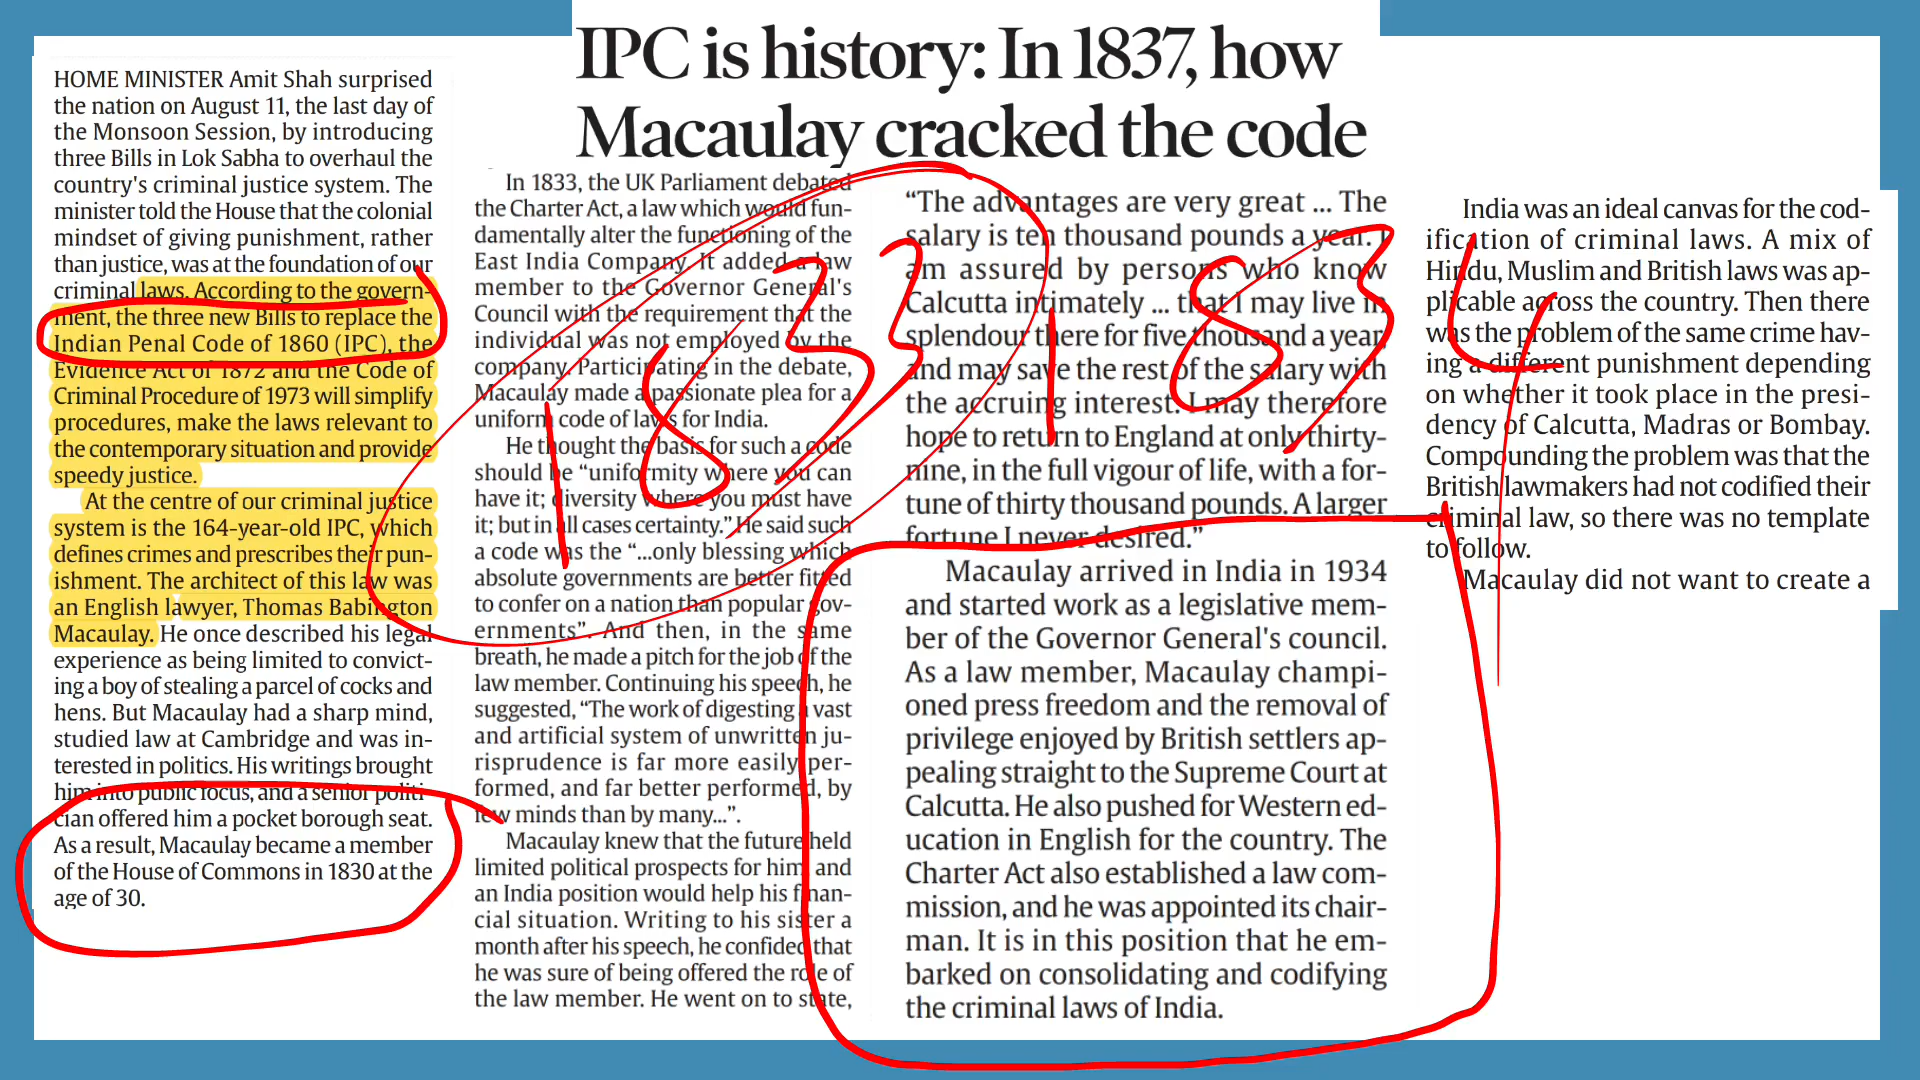 IPC is history: In 1837, how
Macaulay cracked the code
HOME MINISTER Amit Shah surprised
the nation on August 11, the last day of
the Monsoon Session, by introducing
three Bills in Lok Sabha to overhaul the
country's criminal justice system. The
minister told the House that the colonial
mindset of giving punishment, rather
than justice, was at the foundation of our
criminal laws. According to the govern-
ment, the three new Bills to replace the
Indian Penal Code of 1860 (IPC), the
Evidence Act of 1872 and the Code of
Criminal Procedure of 1973 will simplify
procedures, make the laws relevant to
the contemporary situation and provide
speedy justice.
At the centre of our criminal justice
system is the 164-year-old IPC, which
defines crimes and prescribes their pun-
ishment. The architect of this law was
an English lawyer, Thomas Babington
Macaulay. He once described his legal
experience as being limited to convict-
ing a boy of stealing a parcel of cocks and
hens. But Macaulay had a sharp mind,
studied law at Cambridge and was in-
terested in politics. His writings brought
him into public focus, and a senior politi-
cian offered him a pocket borough seat.
As a result, Macaulay became a member
of the House of Commons in 1830 at the
age of 30.
In 1833, the UK Parliament debated
the Charter Act, a law which would fun-
damentally alter the functioning of the
East India Company. It added a law
member to the Governor General's
Council with the requirement that the
individual was not employed by the
company. Participating in the debate,
Macaulay made a passionate plea for a
uniform code of laws for India.
He thought the basis for such a code
should be “uniformity where you can
have it; diversity where you must have
it; but in all cases certainty.” He said such
a code was the “...only blessing which
absolute governments are better fitted
to confer on a nation than popular gov-
ernments”. And then, in the same
breath, he made a pitch for the job of the
law member. Continuing his speech, he
suggested, “The work of digesting a vast
and artificial system of unwritten ju-
risprudence is far more easily per-
formed, and far better performed, by
few minds than by many...”.
Macaulay knew that the future held
limited political prospects for him, and
an India position would help his finan-
cial situation. Writing to his sister a
month after his speech, he confided that
he was sure of being offered the role of
the law member. He went on to state,
“The advantages are very great ... The
salary is ten thousand pounds a year. I
am assured by persons who know
Calcutta intimately ... that I may live in
splendour there for five thousand a year,
and may save the rest of the salary with
the accruing interest. I may therefore
hope to return to England at only thirty-
nine, in the full vigour of life, with a for-
tune of thirty thousand pounds. A larger
fortune I never desired.”
Macaulay arrived in India in 1934
and started work as a legislative mem-
ber of the Governor General's council.
As a law member, Macaulay champi-
oned press freedom and the removal of
privilege enjoyed by British settlers ap-
pealing straight to the Supreme Court at
Calcutta. He also pushed for Western ed-
ucation in English for the country. The
Charter Act also established a law com-
mission, and he was appointed its chair-
man. It is in this position that he em-
barked on consolidating and codifying
the criminal laws of India.
India was an ideal canvas for the cod-
ification of criminal laws. A mix of
Hindu, Muslim and British laws was ap-
plicable across the country. Then there
was the problem of the same crime hav-
ing a different punishment depending
on whether it took place in the presi-
dency of Calcutta, Madras or Bombay.
Compounding the problem was that the
British lawmakers had not codified their
criminal law, so there was no template
to follow.
Macaulay did not want to create a
1833
1834